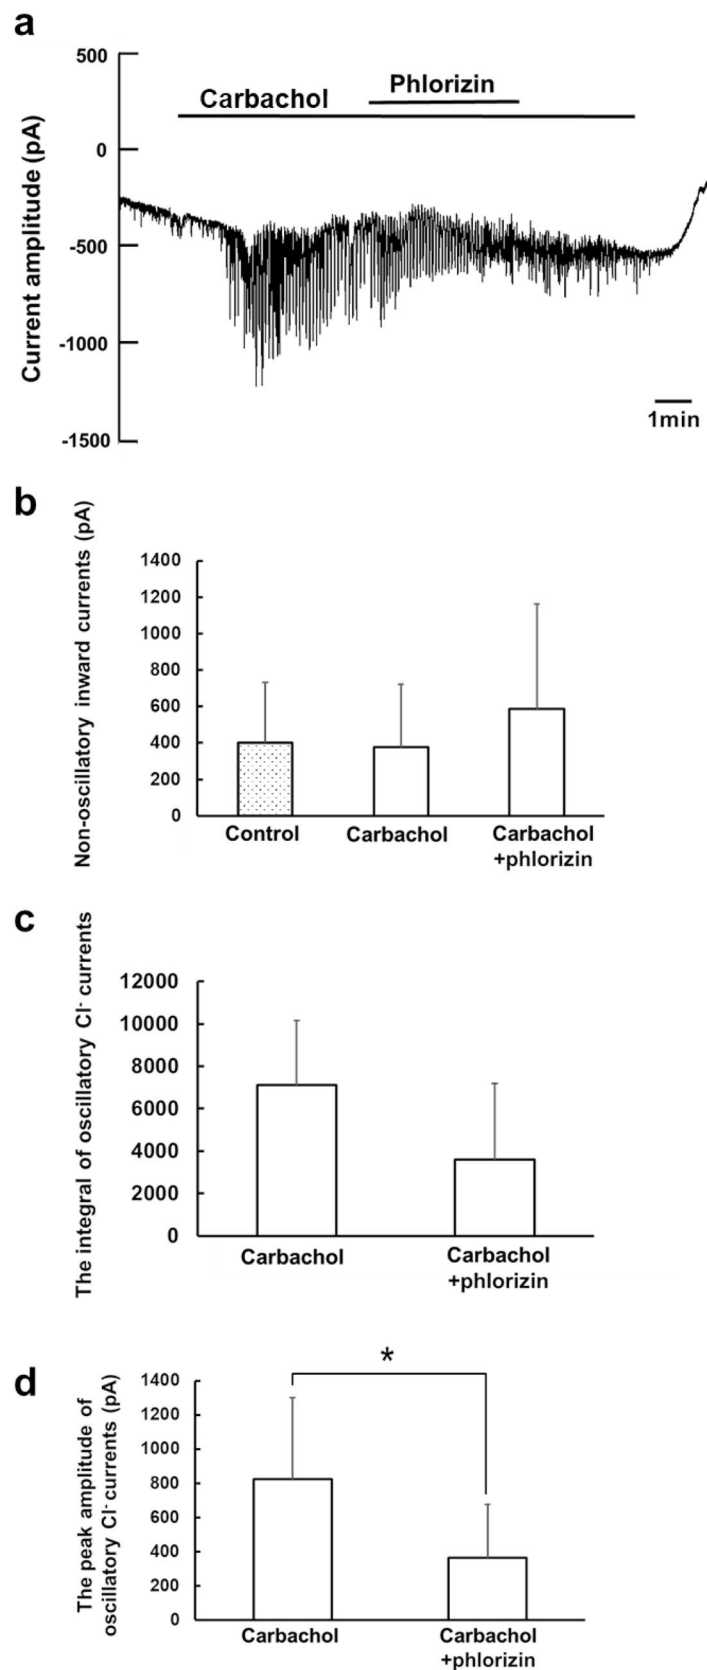 a
500
Phlorizin
Carbachol
0
-500
-1000
-1500
Current amplitude (pA)
1min
b
Non-oscillatory inward currents (pA)
1400
1200
1000
800
600
400
200
0
Control
Carbachol
Carbachol
+phlorizin
c
The integral of oscillatory Cl⁻ currents
12000
10000
8000
6000
4000
2000
0
Carbachol
Carbachol
+phlorizin
d
The peak amplitude of
oscillatory Cl⁻ currents (pA)
*
1400
1200
1000
800
600
400
200
0
Carbachol
Carbachol
+phlorizin